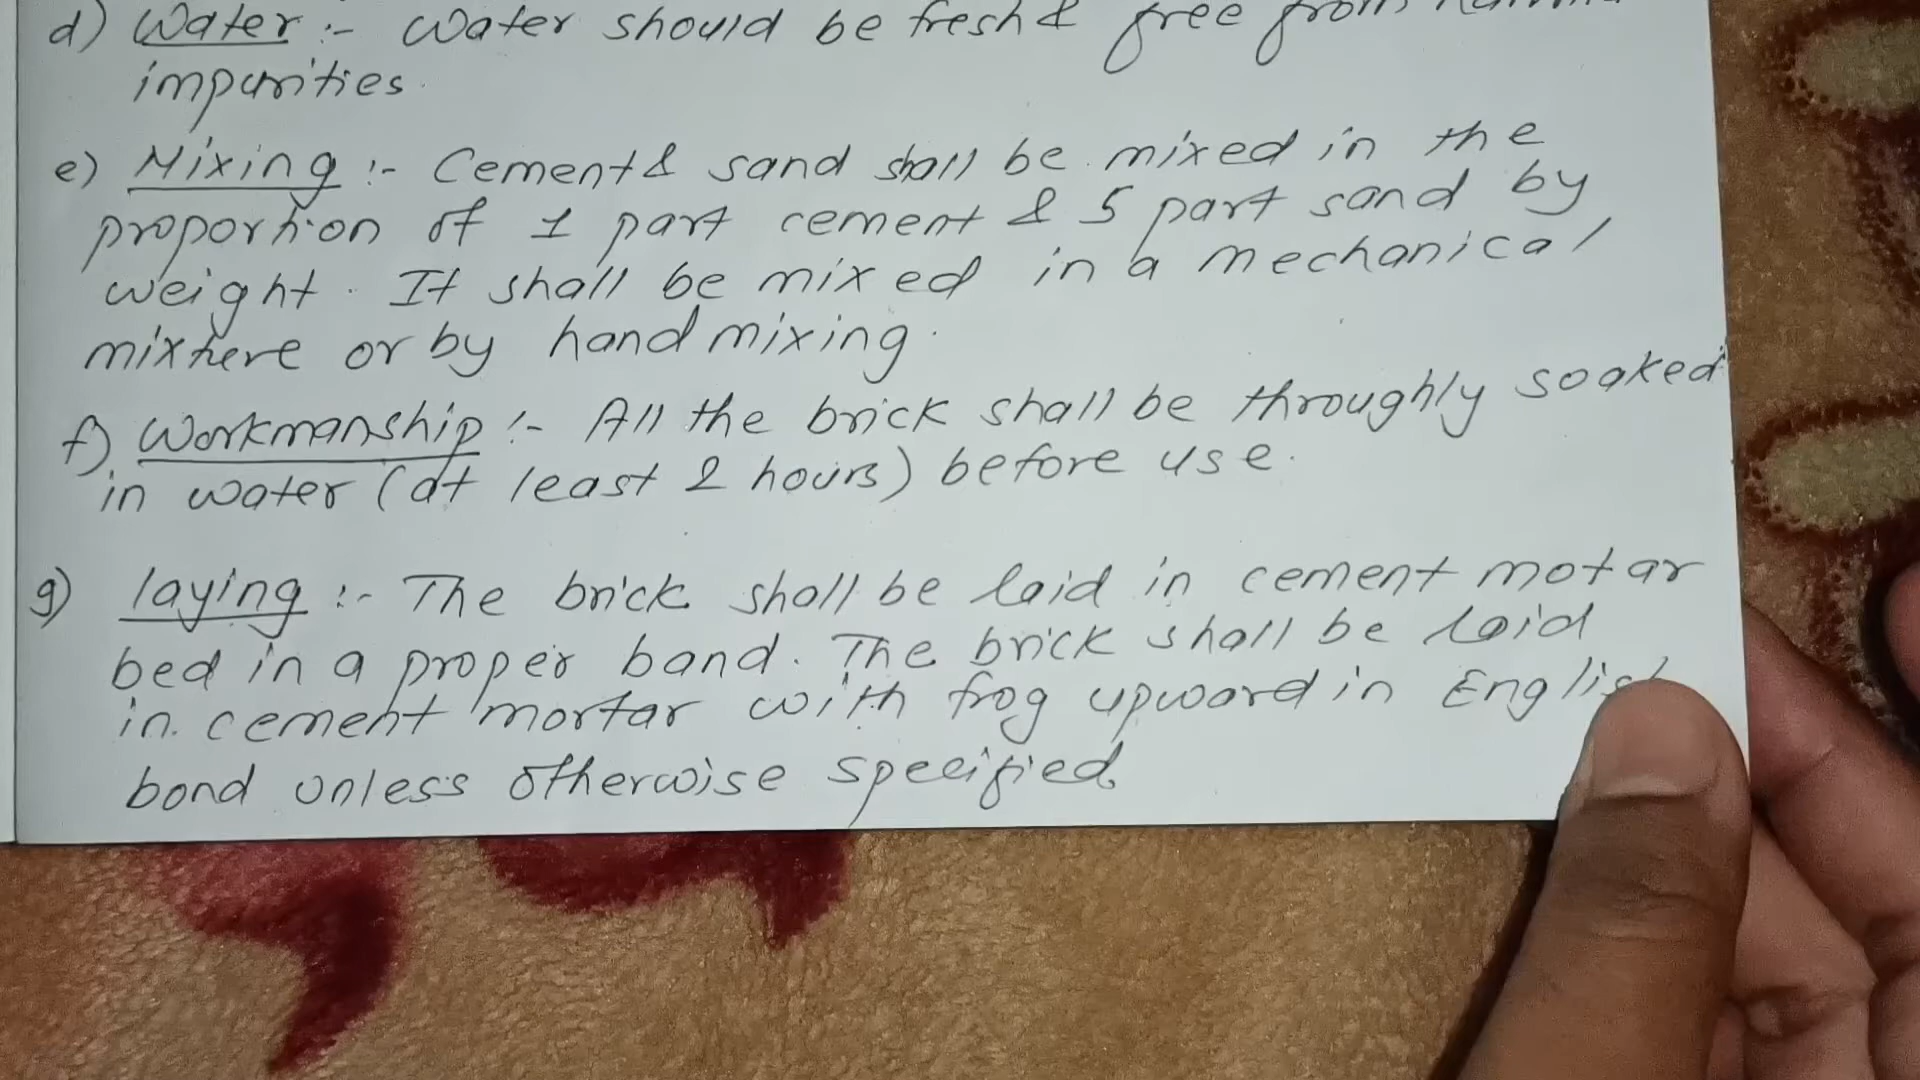 d) Water :- Water should be fresh & free from
impurities.
e) Mixing :- Cement & sand shall be mixed in the
proportion of 1 part cement & 5 part sand by
weight. It shall be mixed in a mechanical
mixtere or by hand mixing.
f) Workmanship :- All the brick shall be throughly soaked
in water (at least 2 hours) before use.
g) laying :- The brick shall be laid in cement motar
bed in a proper band. The brick shall be laid
in cement mortar with frog upward in English
bond unless otherwise specified